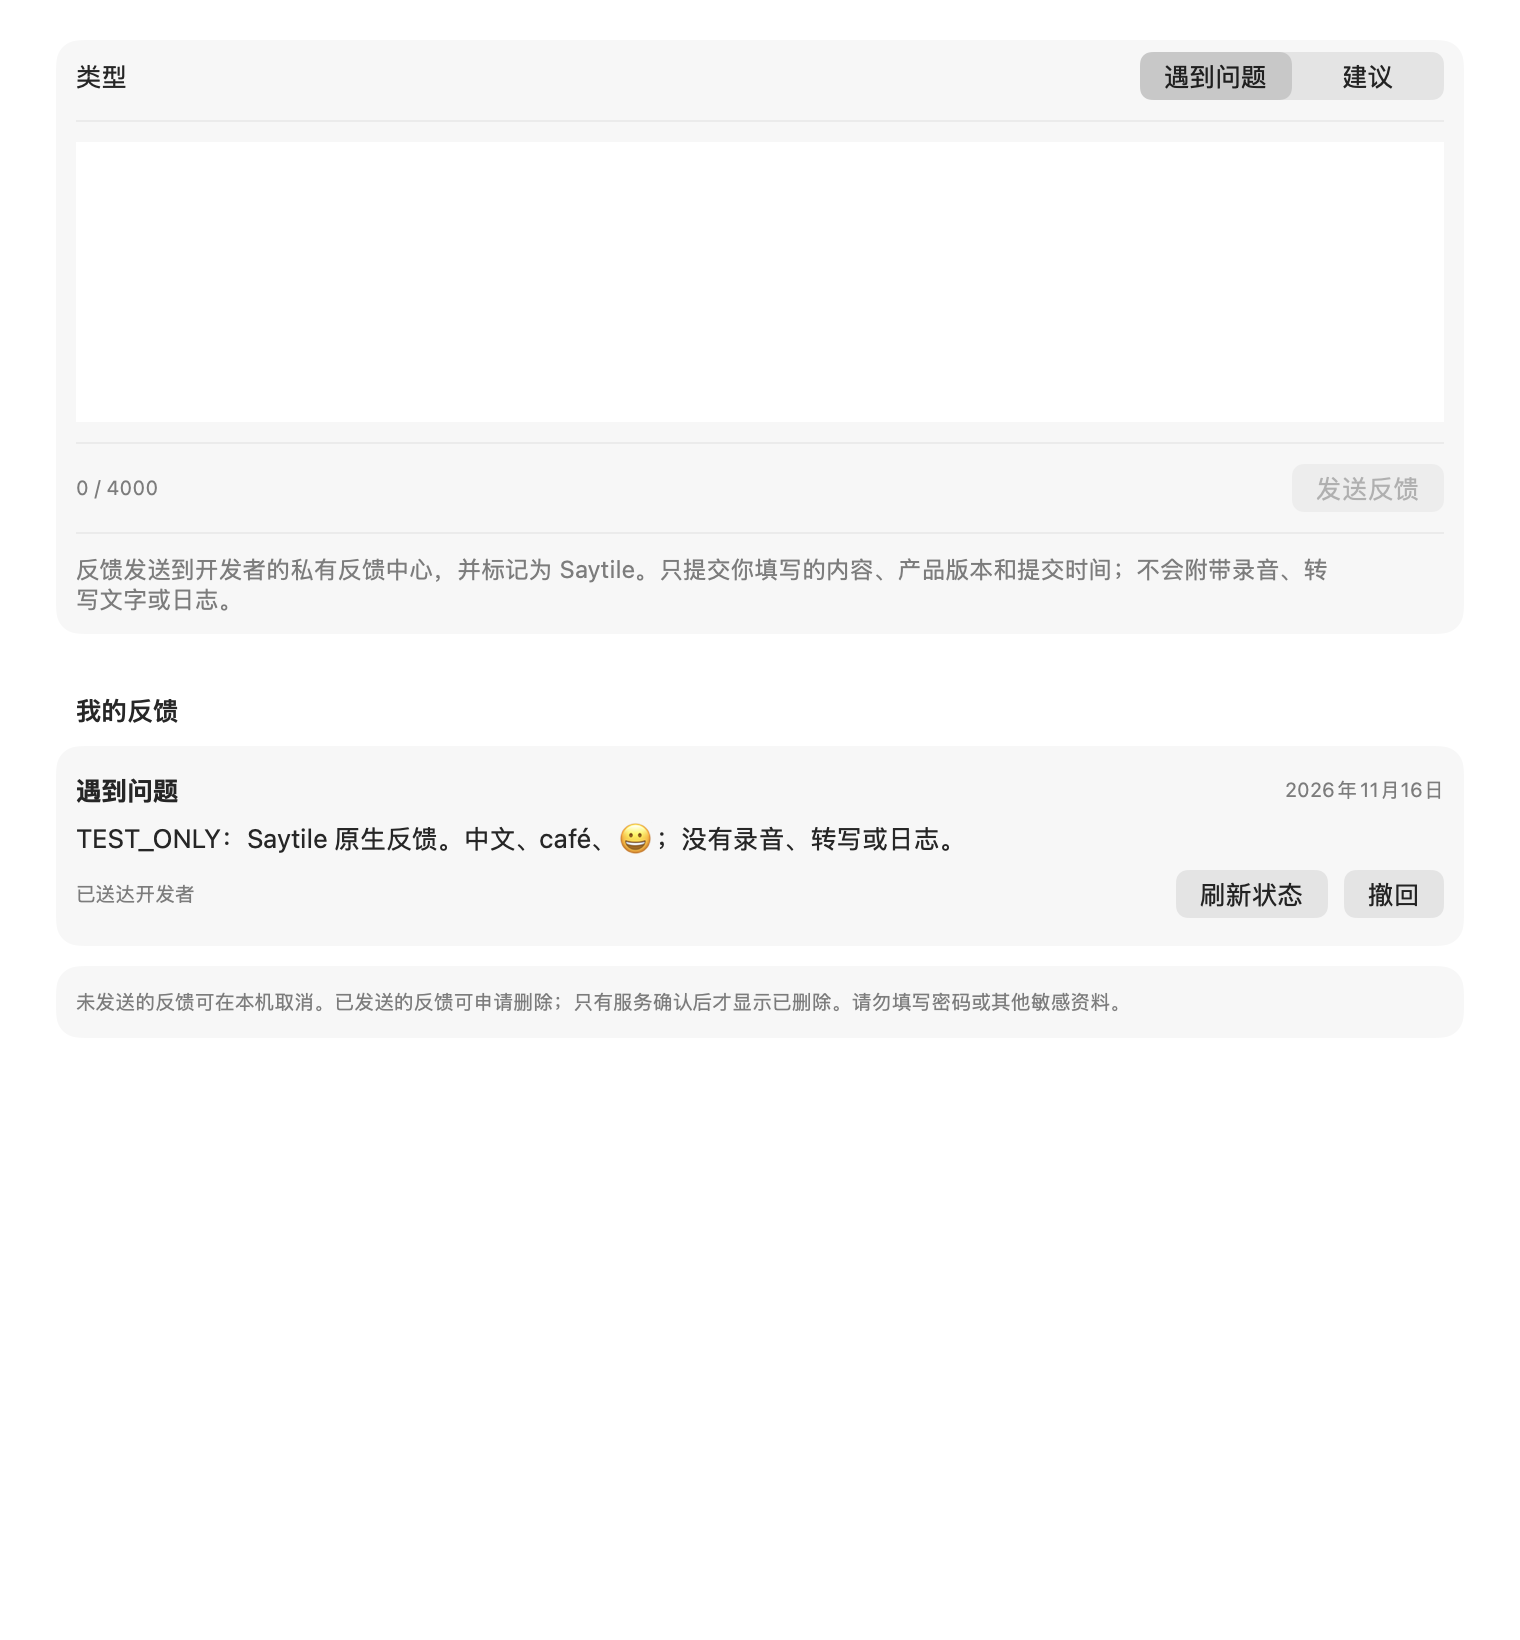 类型
遇到问题 建议
0 / 4000
发送反馈
反馈发送到开发者的私有反馈中心，并标记为 Saytile。只提交你填写的内容、产品版本和提交时间；不会附带录音、转
写文字或日志。
我的反馈
遇到问题
2026年11月16日
TEST_ONLY：Saytile 原生反馈。中文、café、😀；没有录音、转写或日志。
已送达开发者
刷新状态 撤回
未发送的反馈可在本机取消。已发送的反馈可申请删除；只有服务确认后才显示已删除。请勿填写密码或其他敏感资料。